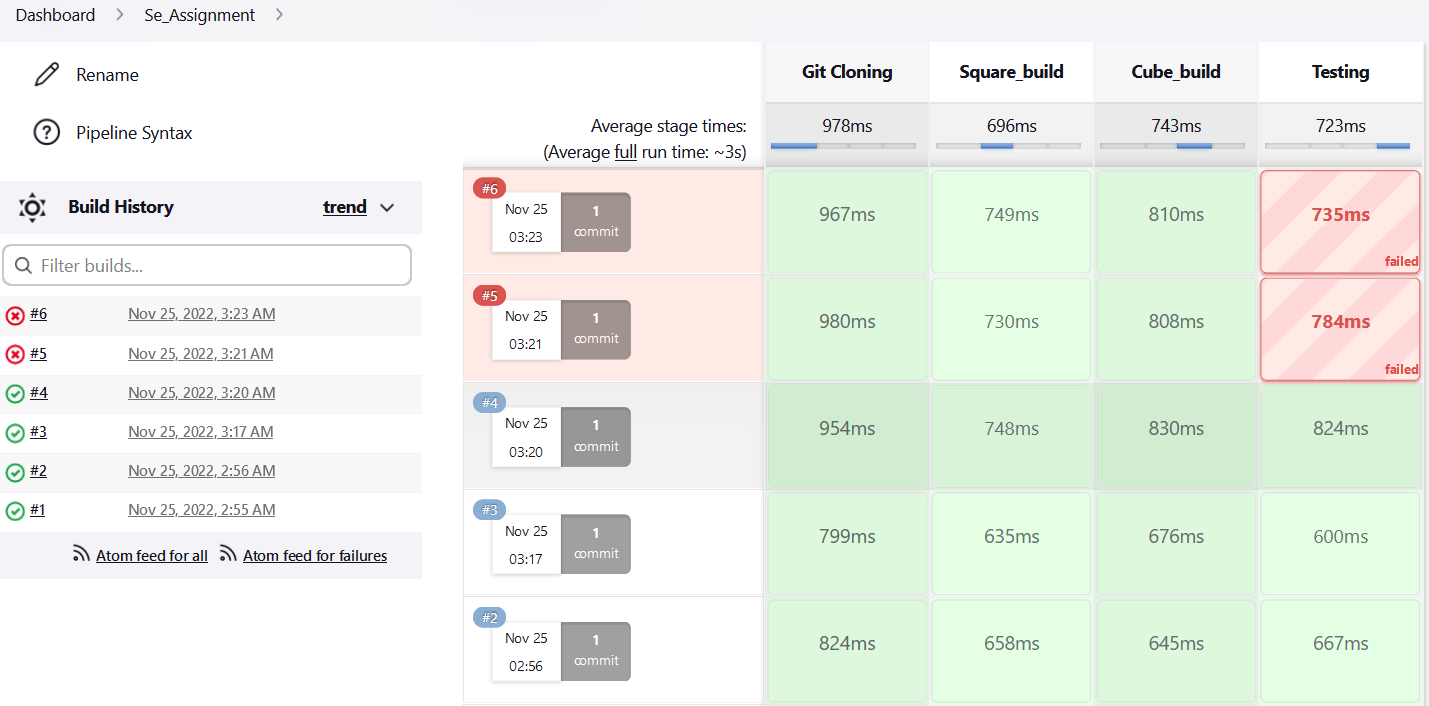 Dashboard > Se_Assignment >
Rename
Pipeline Syntax
Build History trend
Filter builds...
#6 Nov 25, 2022, 3:23 AM
#5 Nov 25, 2022, 3:21 AM
#4 Nov 25, 2022, 3:20 AM
#3 Nov 25, 2022, 3:17 AM
#2 Nov 25, 2022, 2:56 AM
#1 Nov 25, 2022, 2:55 AM
Atom feed for all Atom feed for failures
Git Cloning Square_build Cube_build Testing
Average stage times: 978ms 696ms 743ms 723ms
(Average full run time: ~3s)
#6
Nov 25 1
03:23 commit
967ms 749ms 810ms 735ms
failed
#5
Nov 25 1
03:21 commit
980ms 730ms 808ms 784ms
failed
#4
Nov 25 1
03:20 commit
954ms 748ms 830ms 824ms
#3
Nov 25 1
03:17 commit
799ms 635ms 676ms 600ms
#2
Nov 25 1
02:56 commit
824ms 658ms 645ms 667ms